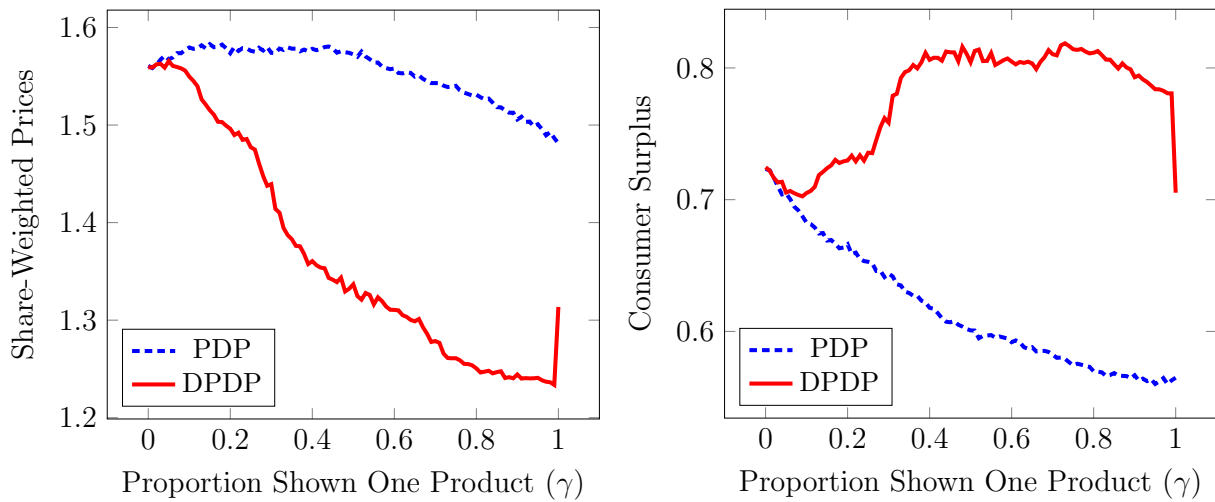 Share-Weighted Prices
1.6
1.5
1.4
1.3
1.2
PDP
DPDP
0 0.2 0.4 0.6 0.8 1
Proportion Shown One Product (γ)
Consumer Surplus
0.8
0.7
0.6
PDP
DPDP
0 0.2 0.4 0.6 0.8 1
Proportion Shown One Product (γ)